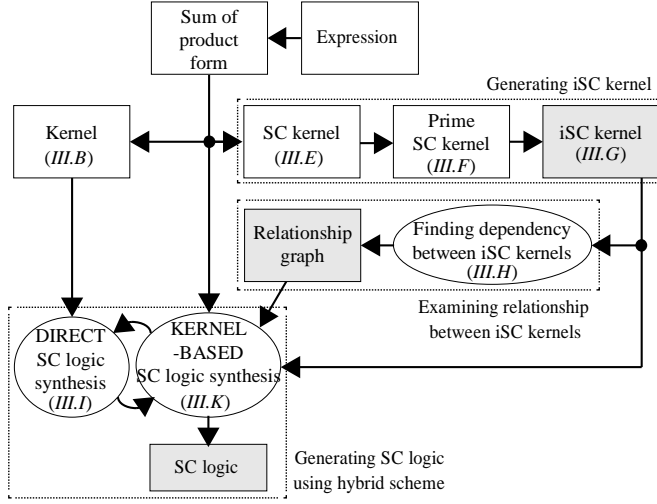 Sum of
product
form
Expression
Generating iSC kernel
Kernel
(III.B)
SC kernel
(III.E)
Prime
SC kernel
(III.F)
iSC kernel
(III.G)
Relationship
graph
Finding dependency
between iSC kernels
(III.H)
Examining relationship
between iSC kernels
DIRECT
SC logic
synthesis
(III.I)
KERNEL
-BASED
SC logic synthesis
(III.K)
SC logic
Generating SC logic
using hybrid scheme